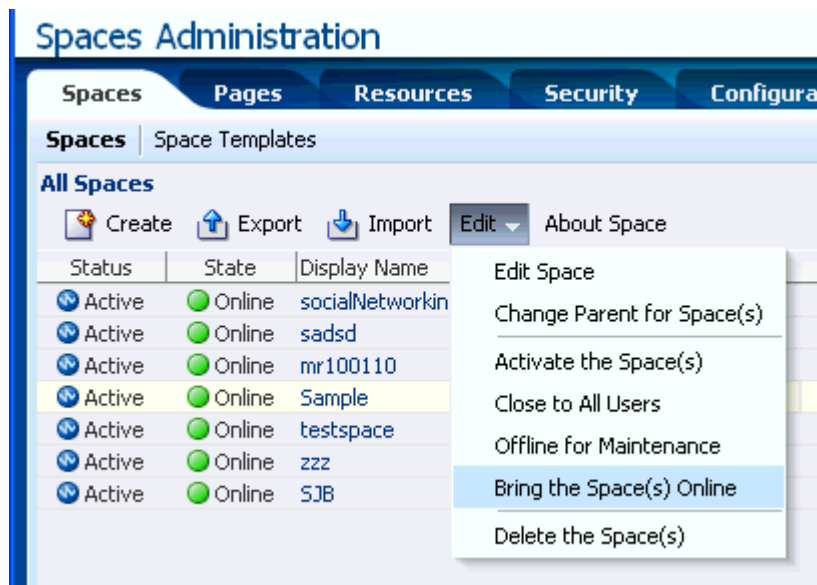 Spaces Administration
Spaces Pages Resources Security Configura
Spaces Space Templates
All Spaces
Create Export Import Edit About Space
Status State Display Name
Active Online socialNetworkin
Active Online sadsd
Active Online mr100110
Active Online Sample
Active Online testspace
Active Online zzz
Active Online SJB
Edit Space
Change Parent for Space(s)
Activate the Space(s)
Close to All Users
Offline for Maintenance
Bring the Space(s) Online
Delete the Space(s)